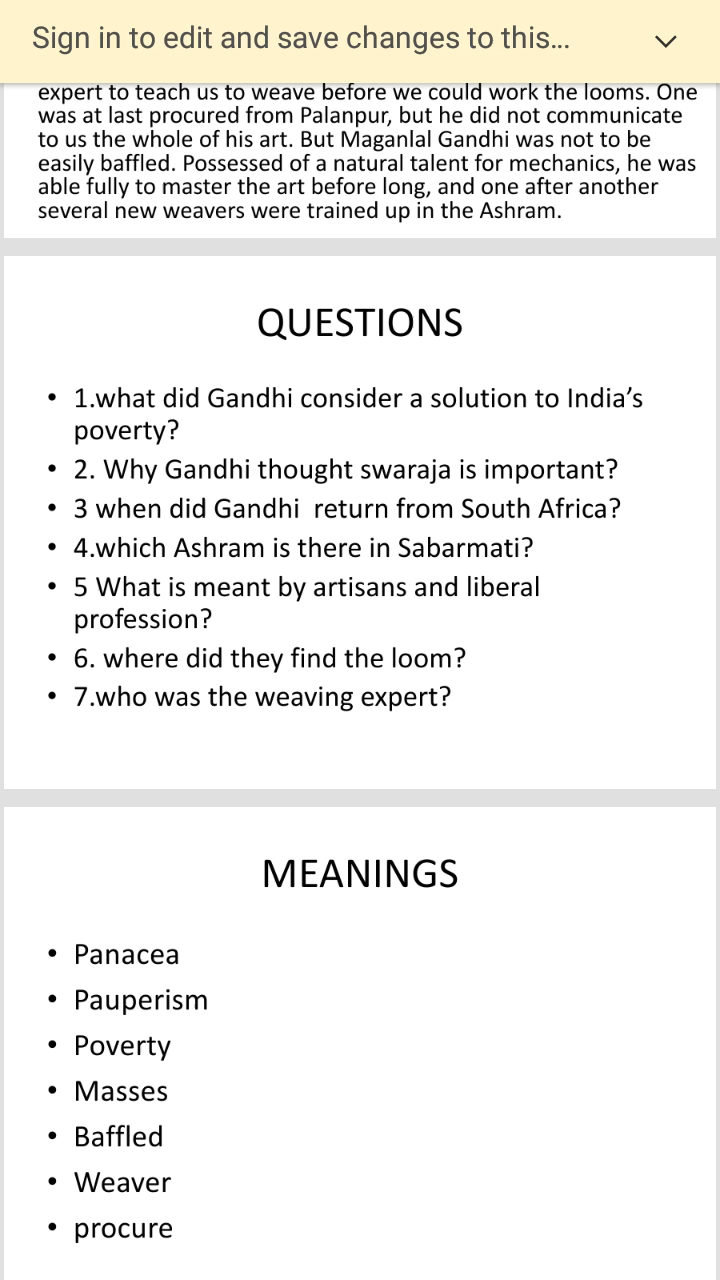 Sign in to edit and save changes to this...
expert to teach us to weave before we could work the looms. One
was at last procured from Palanpur, but he did not communicate
to us the whole of his art. But Maganlal Gandhi was not to be
easily baffled. Possessed of a natural talent for mechanics, he was
able fully to master the art before long, and one after another
several new weavers were trained up in the Ashram.
QUESTIONS
• 1.what did Gandhi consider a solution to India’s
poverty?
• 2. Why Gandhi thought swaraja is important?
• 3 when did Gandhi  return from South Africa?
• 4.which Ashram is there in Sabarmati?
• 5 What is meant by artisans and liberal
profession?
• 6. where did they find the loom?
• 7.who was the weaving expert?
MEANINGS
• Panacea
• Pauperism
• Poverty
• Masses
• Baffled
• Weaver
• procure